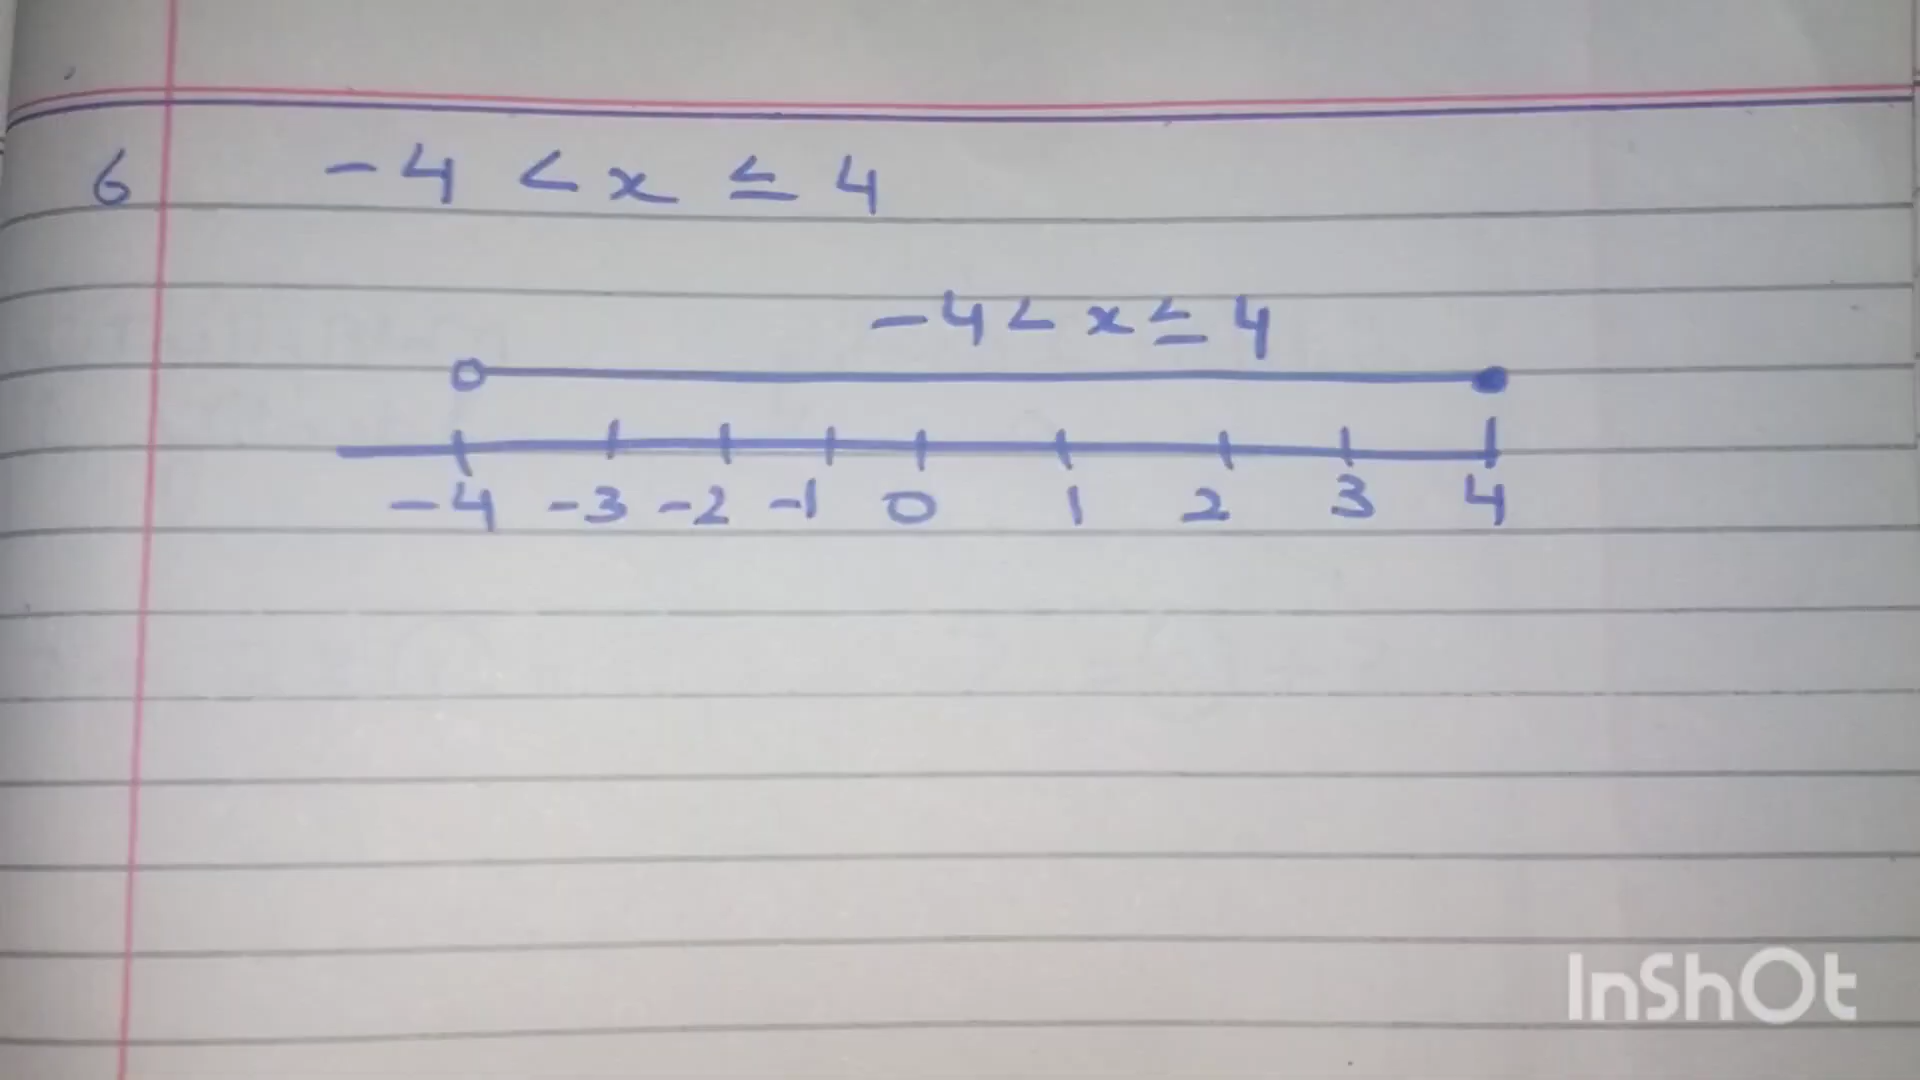 6 -4 < x ≤ 4
-4 < x ≤ 4
-4 -3 -2 -1 0 1 2 3 4
InShOt